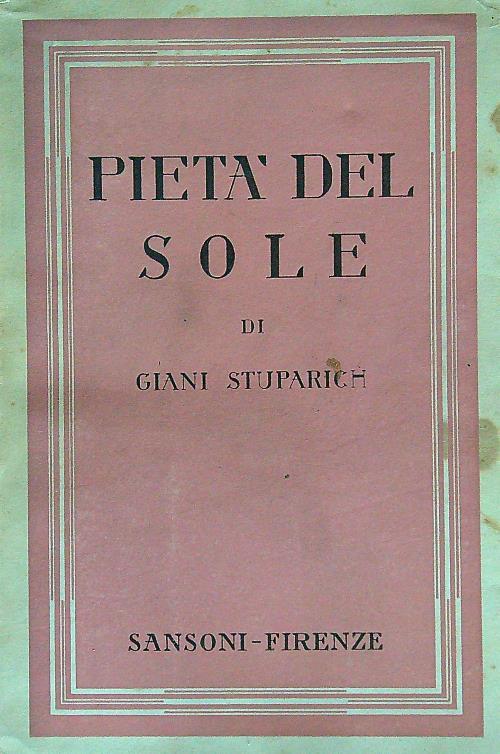 PIETA' DEL
SOLE
DI
GIANI STUPARICH
SANSONI-FIRENZE